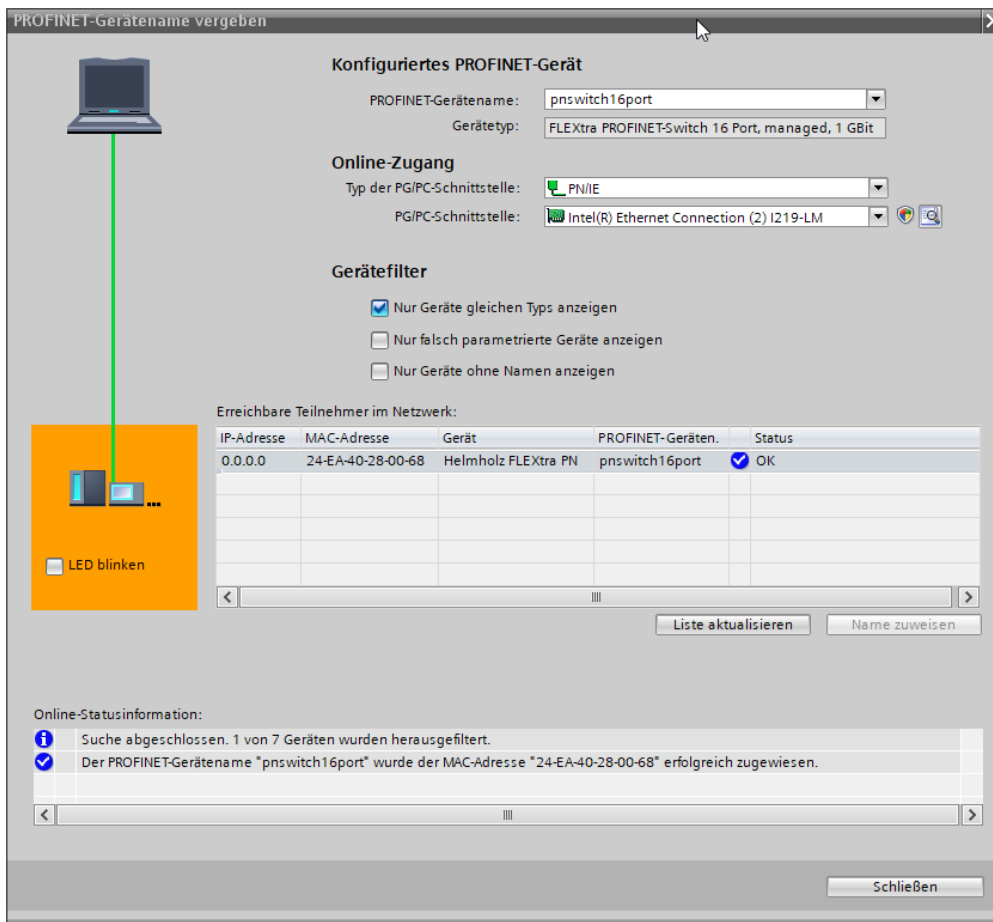 PROFINET-Gerätename vergeben
Konfiguriertes PROFINET-Gerät
PROFINET-Gerätename: pnswitch16port
Gerätetyp: FLEXtra PROFINET-Switch 16 Port, managed, 1 GBit
Online-Zugang
Typ der PG/PC-Schnittstelle: PN/IE
PG/PC-Schnittstelle: Intel(R) Ethernet Connection (2) I219-LM
Gerätefilter
Nur Geräte gleichen Typs anzeigen
Nur falsch parametrierte Geräte anzeigen
Nur Geräte ohne Namen anzeigen
Erreichbare Teilnehmer im Netzwerk:
IP-Adresse MAC-Adresse Gerät PROFINET-Geräten. Status
0.0.0.0 24-EA-40-28-00-68 Helmholz FLEXtra PN pnswitch16port OK
LED blinken
Liste aktualisieren Name zuweisen
Online-Statusinformation:
Suche abgeschlossen. 1 von 7 Geräten wurden herausgefiltert.
Der PROFINET-Gerätename "pnswitch16port" wurde der MAC-Adresse "24-EA-40-28-00-68" erfolgreich zugewiesen.
Schließen